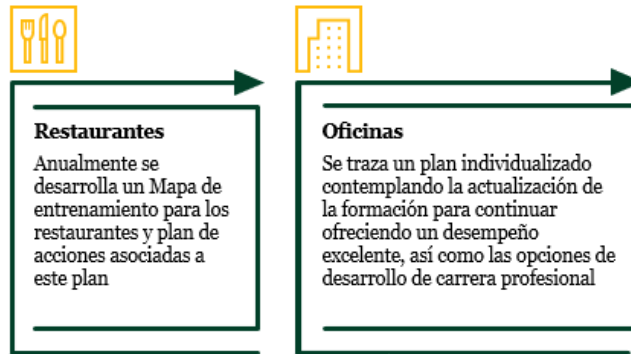 Restaurantes
Anualmente se
desarrolla un Mapa de
entrenamiento para los
restaurantes y plan de
acciones asociadas a
este plan
Oficinas
Se traza un plan individualizado
contemplando la actualización de
la formación para continuar
ofreciendo un desempeño
excelente, así como las opciones de
desarrollo de carrera profesional